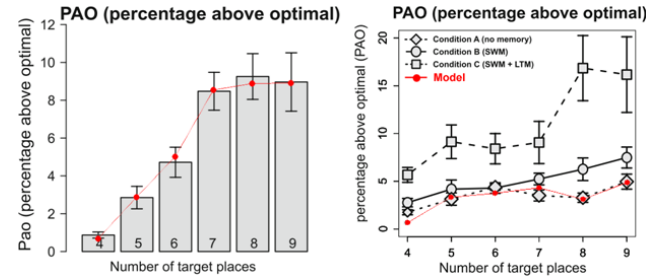 PAO (percentage above optimal)
Pao (percentage above optimal)
12
10
8
6
4
2
0
4
5
6
7
8
9
Number of target places
PAO (percentage above optimal)
percentage above optimal (PAO)
20
15
10
5
0
Condition A (no memory)
Condition B (SWM)
Condition C (SWM + LTM)
Model
4 5 6 7 8 9
Number of target places